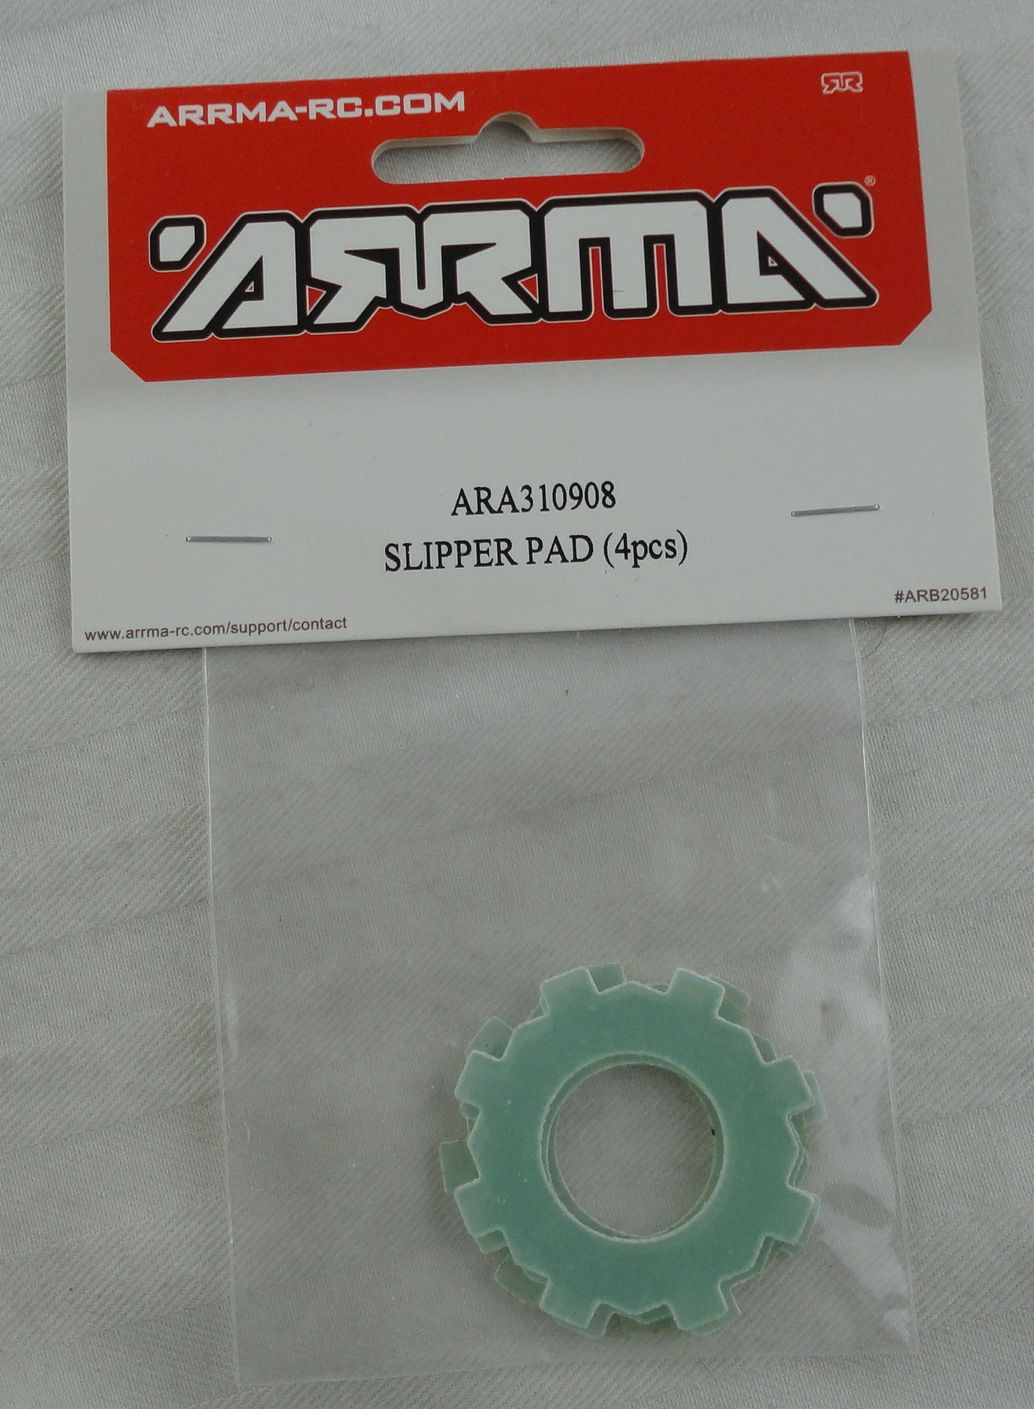 ARRMA-RC.COM
ARRMA®
ARA310908
SLIPPER PAD (4pcs)
#ARB20581
www.arrma-rc.com/support/contact